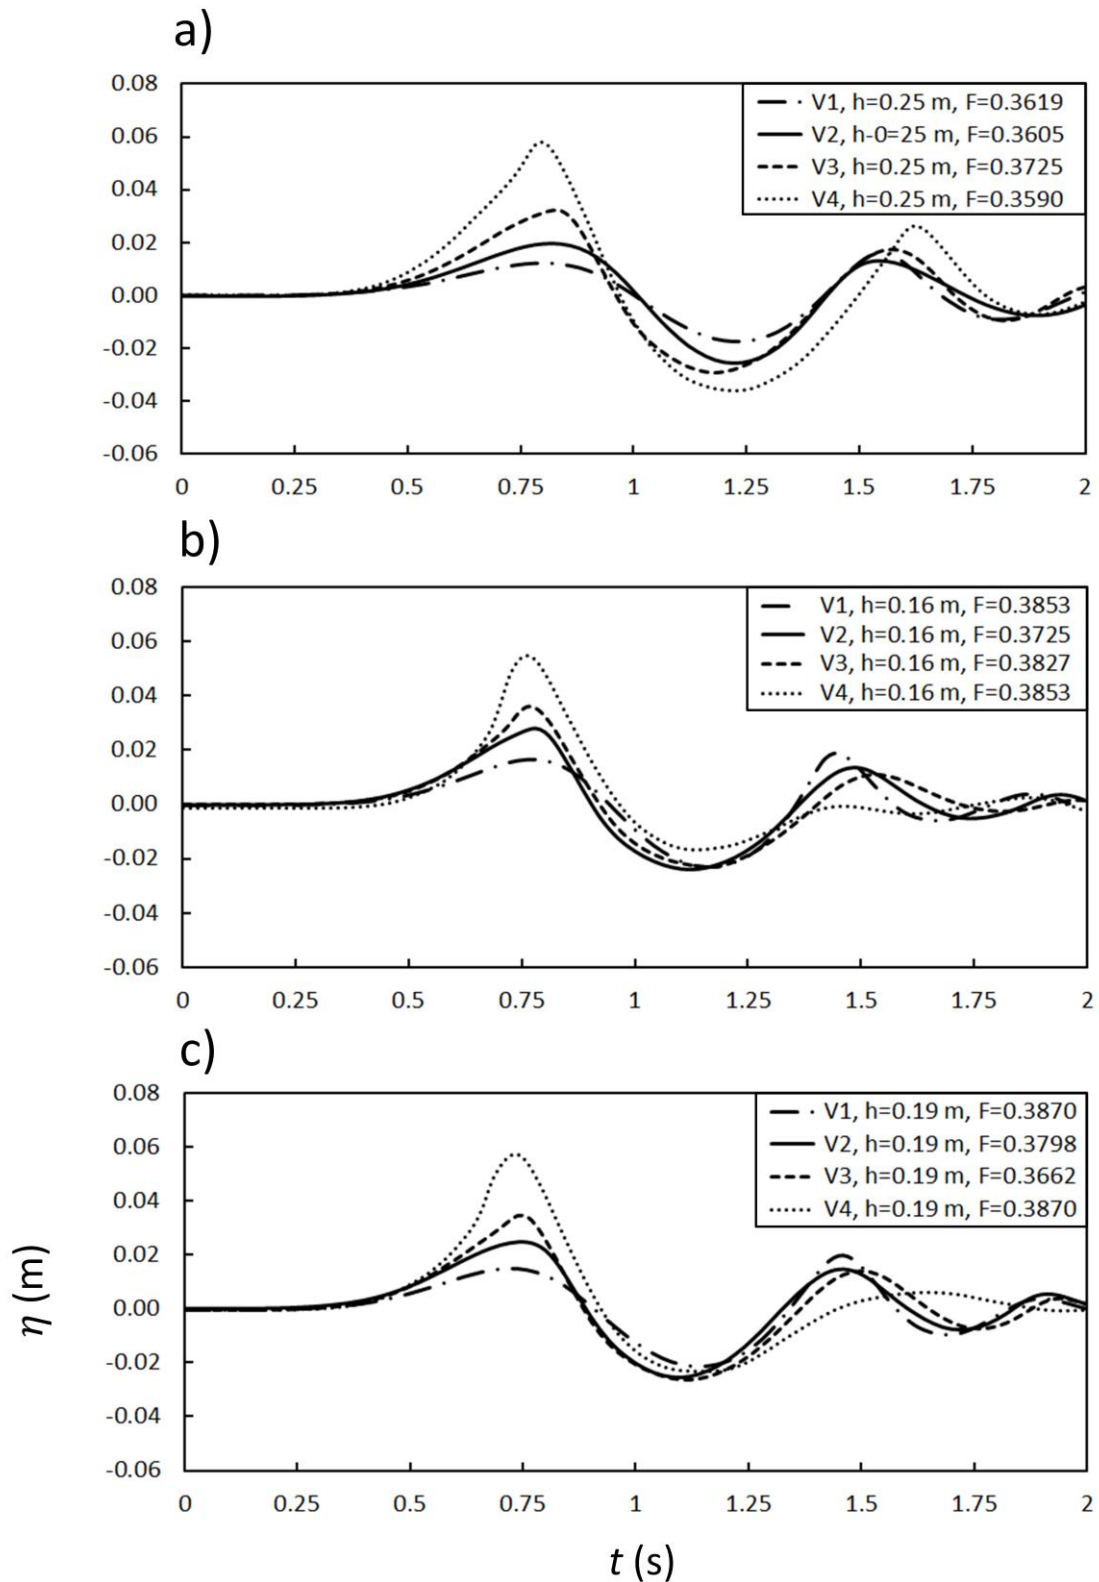 a)
0.08
V1, h=0.25 m, F=0.3619
0.06
V2, h-0=25 m, F=0.3605
V3, h=0.25 m, F=0.3725
0.04
V4, h=0.25 m, F=0.3590
0.02
0.00
-0.02
-0.04
-0.06
0 0.25 0.5 0.75 1 1.25 1.5 1.75 2
b)
0.08
V1, h=0.16 m, F=0.3853
0.06
V2, h=0.16 m, F=0.3725
V3, h=0.16 m, F=0.3827
0.04
V4, h=0.16 m, F=0.3853
0.02
0.00
-0.02
-0.04
-0.06
0 0.25 0.5 0.75 1 1.25 1.5 1.75 2
c)
0.08
V1, h=0.19 m, F=0.3870
0.06
V2, h=0.19 m, F=0.3798
V3, h=0.19 m, F=0.3662
0.04
V4, h=0.19 m, F=0.3870
0.02
0.00
-0.02
-0.04
-0.06
η (m)
0 0.25 0.5 0.75 1 1.25 1.5 1.75 2
t (s)